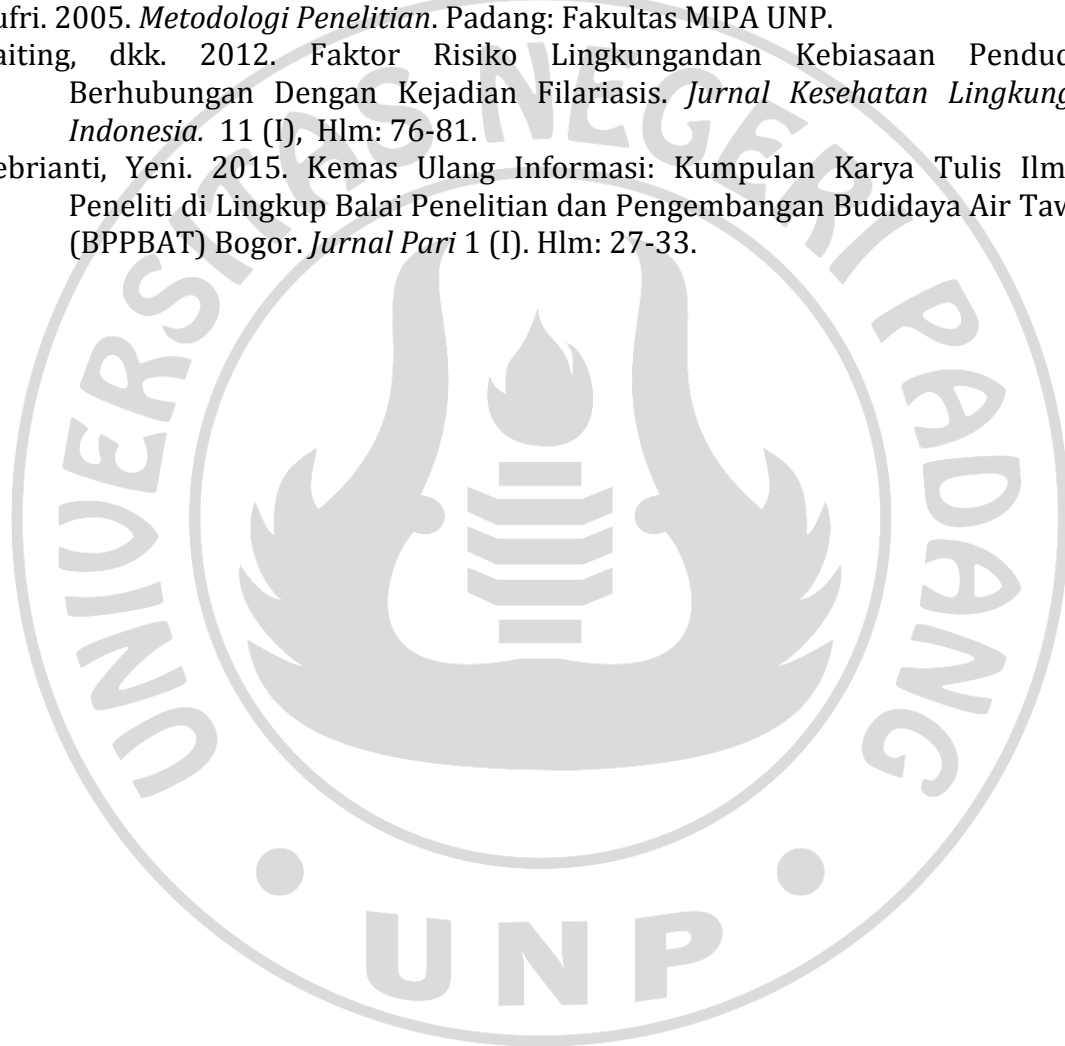 ufri. 2005. Metodologi Penelitian. Padang: Fakultas MIPA UNP.
aiting, dkk. 2012. Faktor Risiko Lingkungandan Kebiasaan Penduc
Berhubungan Dengan Kejadian Filariasis. Jurnal Kesehatan Lingkung
Indonesia. 11 (I), Hlm: 76-81.
ebrianti, Yeni. 2015. Kemas Ulang Informasi: Kumpulan Karya Tulis Ilm
Peneliti di Lingkup Balai Penelitian dan Pengembangan Budidaya Air Taw
(BPPBAT) Bogor. Jurnal Pari 1 (I). Hlm: 27-33.
UNIVERSITAS NEGERI PADANG
UNP